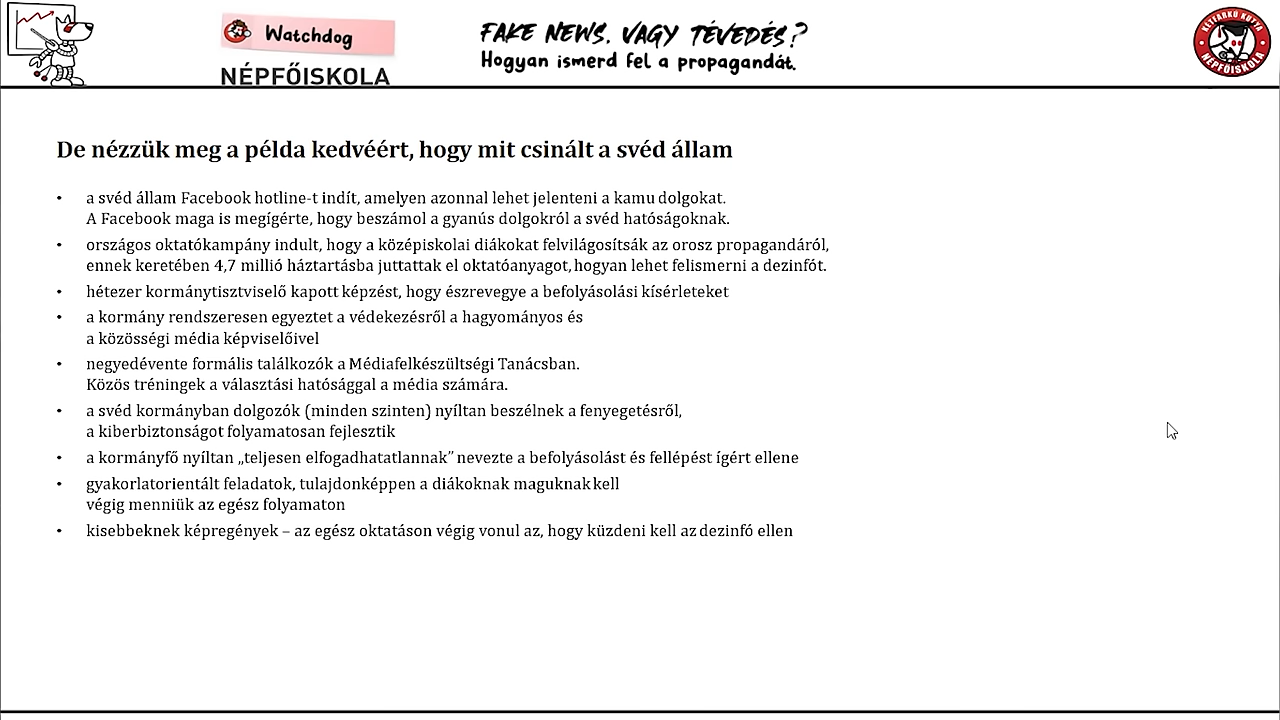 Watchdog
NÉPFŐISKOLA
FAKE NEWS, VAGY TÉVEDÉS?
Hogyan ismerd fel a propagandát.
KÉTFARKÚ KUTYA
NÉPFŐISKOLA
De nézzük meg a példa kedvéért, hogy mit csinált a svéd állam
• a svéd állam Facebook hotline-t indít, amelyen azonnal lehet jelenteni a kamu dolgokat.
A Facebook maga is megígérte, hogy beszámol a gyanús dolgokról a svéd hatóságoknak.
• országos oktatókampány indult, hogy a középiskolai diákokat felvilágosítsák az orosz propagandáról,
ennek keretében 4,7 millió háztartásba juttattak el oktatóanyagot, hogyan lehet felismerni a dezinfót.
• hétezer kormánytisztviselő kapott képzést, hogy észrevegye a befolyásolási kísérleteket
• a kormány rendszeresen egyeztet a védekezésről a hagyományos és
a közösségi média képviselőivel
• negyedévente formális találkozók a Médiafelkészültségi Tanácsban.
Közös tréningek a választási hatósággal a média számára.
• a svéd kormányban dolgozók (minden szinten) nyíltan beszélnek a fenyegetésről,
a kiberbiztonságot folyamatosan fejlesztik
• a kormányfő nyíltan „teljesen elfogadhatatlannak” nevezte a befolyásolást és fellépést ígért ellene
• gyakorlatorientált feladatok, tulajdonképpen a diákoknak maguknak kell
végig menniük az egész folyamaton
• kisebbeknek képregények – az egész oktatáson végig vonul az, hogy küzdeni kell az dezinfó ellen